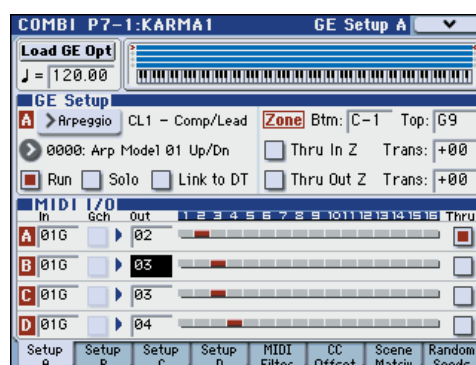 COMBI P7-1:KARMA1 GE Setup A
Load GE Opt
♩= 120.00
GE Setup
A >Arpeggio CL1 - Comp/Lead Zone Btm: C-1 Top: G9
0000: Arp Model 01 Up/Dn Thru In Z Trans: +00
Run Solo Link to DT Thru Out Z Trans: +00
MIDI I/O
In Gch Out 1 2 3 4 5 6 7 8 9 10 11 12 13 14 15 16 Thru
A 01G 02
B 01G 03
C 01G 03
D 01G 04
Setup Setup Setup Setup MIDI CC Scene Random
A B C D Filter Offset Matrix Seeds